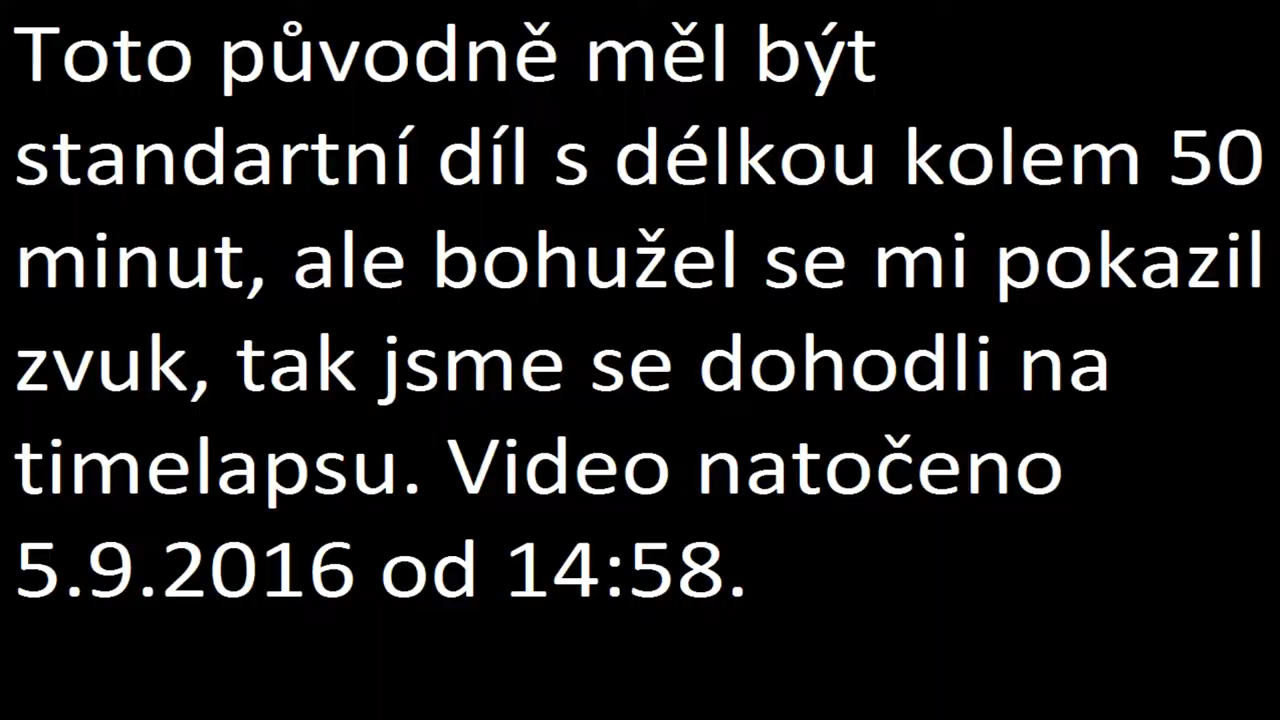 Toto původně měl být
standartní díl s délkou kolem 50
minut, ale bohužel se mi pokazil
zvuk, tak jsme se dohodli na
timelapsu. Video natočeno
5.9.2016 od 14:58.